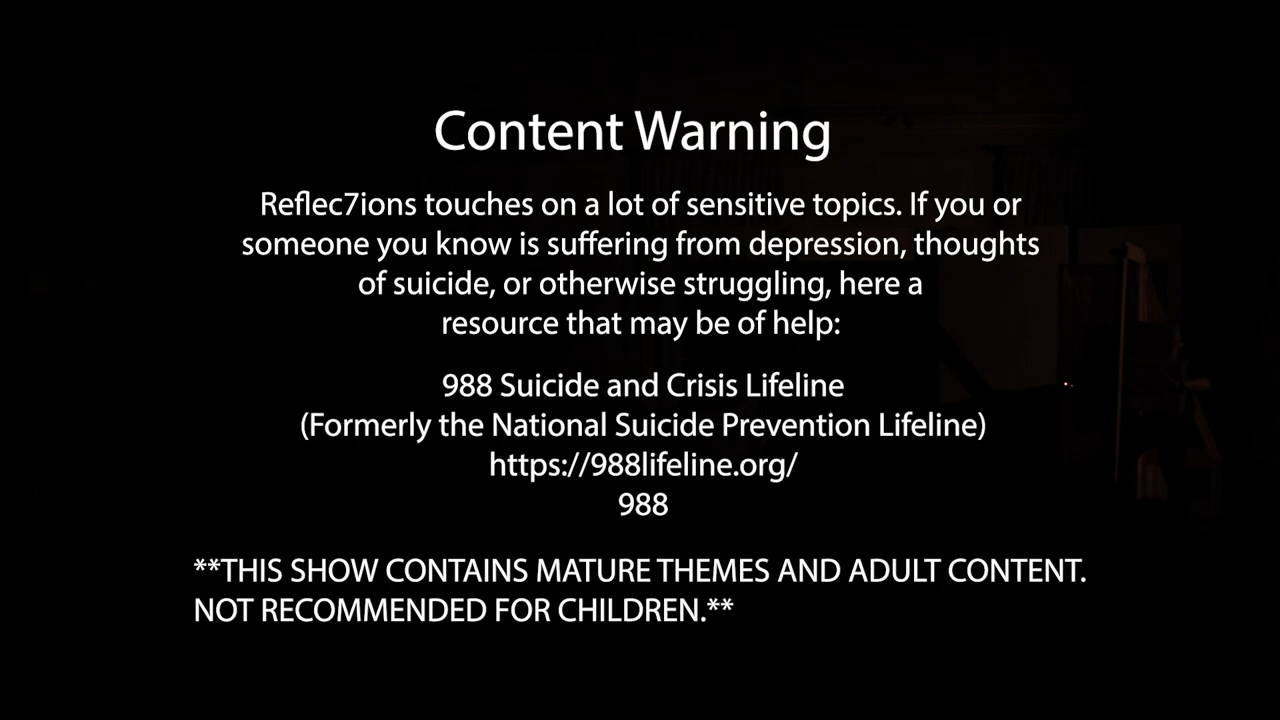 Content Warning
Reflec7ions touches on a lot of sensitive topics. If you or
someone you know is suffering from depression, thoughts
of suicide, or otherwise struggling, here a
resource that may be of help:
988 Suicide and Crisis Lifeline
(Formerly the National Suicide Prevention Lifeline)
https://988lifeline.org/
988
**THIS SHOW CONTAINS MATURE THEMES AND ADULT CONTENT.
NOT RECOMMENDED FOR CHILDREN.**